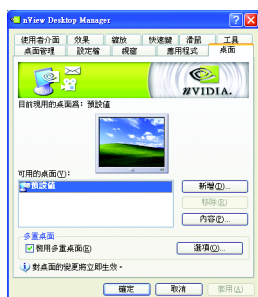 nView Desktop Manager
使用者介面 效果 縮放 快速鍵 滑鼠 工具
桌面管理 設定檔 視窗 應用程式 桌面
NVIDIA.
目前現用的桌面為: 預設值
可用的桌面(V):
預設值
新增(D)...
移除(R)
內容(P)...
多重桌面
啟用多重桌面(E)
選項(O)...
對桌面的變更將立即生效。
確定 取消 套用(A)